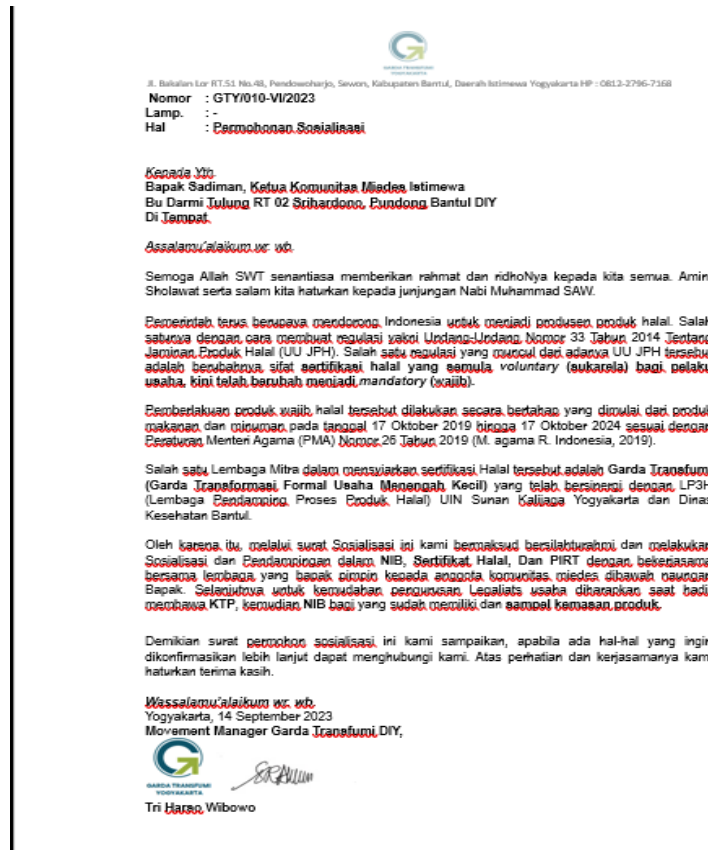 GARDA TRANSFUMI
YOGYAKARTA
Jl. Bakalan Lor RT.51 No.48, Pendowoharjo, Sewon, Kabupaten Bantul, Daerah Istimewa Yogyakarta HP : 0812-2796-7168
Nomor : GTY/010-VI/2023
Lamp. : -
Hal : Permohonan Sosialisasi
Kepada Yth.
Bapak Sadiman, Ketua Komunitas Miedes Istimewa
Bu Darmi Tulung RT 02 Srihardono, Pundong Bantul DIY
Di Tempat
Assalamu'alaikum wr. wb.
Semoga Allah SWT senantiasa memberikan rahmat dan ridhoNya kepada kita semua. Amin
Sholawat serta salam kita haturkan kepada junjungan Nabi Muhammad SAW.
Pemerintah terus berupaya mendorong Indonesia untuk menjadi produsen produk halal. Salah
satunya dengan cara membuat regulasi yakni Undang-Undang Nomor 33 Tahun 2014 Tentang
Jaminan Produk Halal (UU JPH). Salah satu regulasi yang muncul dari adanya UU JPH tersebu
adalah berubahnya sifat sertifikasi halal yang semula voluntary (sukarela) bagi pelaku
usaha, kini telah berubah menjadi mandatory (wajib).
Pemberlakuan produk wajib halal tersebut dilakukan secara bertahap yang dimulai dari produk
makanan dan minuman pada tanggal 17 Oktober 2019 hingga 17 Oktober 2024 sesuai dengan
Peraturan Menteri Agama (PMA) Nomor 26 Tahun 2019 (M. agama R. Indonesia, 2019).
Salah satu Lembaga Mitra dalam mensyiarkan sertifikasi Halal tersebut adalah Garda Transfumi
(Garda Transformasi Formal Usaha Menengah Kecil) yang telah bersinergi dengan LP3H
(Lembaga Pendamping Proses Produk Halal) UIN Sunan Kalijaga Yogyakarta dan Dinas
Kesehatan Bantul.
Oleh karena itu, melalui surat Sosialisasi ini kami bermaksud bersilahturahmi dan melakukan
Sosialisasi dan Pendampingan dalam NIB, Sertifikat Halal, Dan PIRT dengan bekerjasama
bersama lembaga yang bapak pimpin kepada anggota komunitas miedes dibawah naungan
Bapak. Selanjutnya untuk kemudahan pengurusan Legaliats usaha diharapkan saat hadi
membawa KTP, kemudian NIB bagi yang sudah memiliki dan sampel kemasan produk.
Demikian surat permohon sosialisasi ini kami sampaikan, apabila ada hal-hal yang ingin
dikonfirmasikan lebih lanjut dapat menghubungi kami. Atas perhatian dan kerjasamanya kam
haturkan terima kasih.
Wassalamu'alaikum wr. wb.
Yogyakarta, 14 September 2023
Movement Manager Garda Transfumi DIY,
GARDA TRANSFUMI
YOGYAKARTA
Tri Harso Wibowo